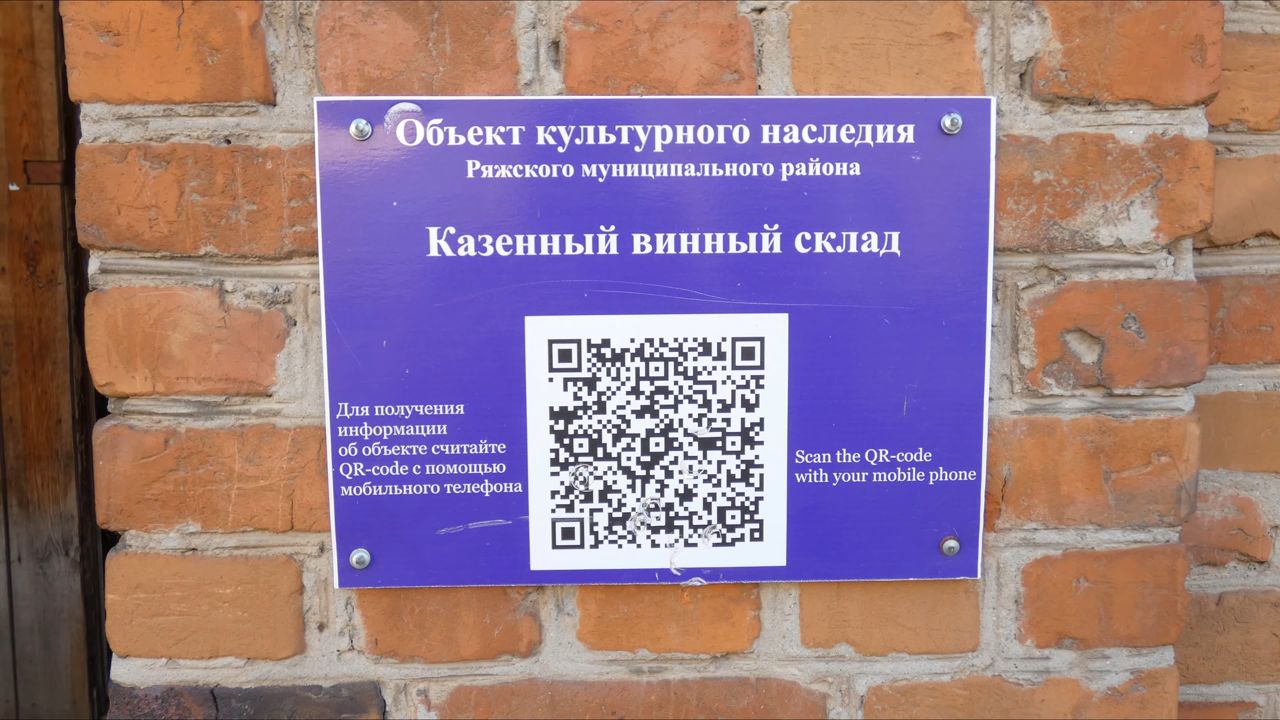 Объект культурного наследия
Ряжского муниципального района
Казенный винный склад
Для получения
информации
об объекте считайте
QR-code с помощью
мобильного телефона
Scan the QR-code
with your mobile phone